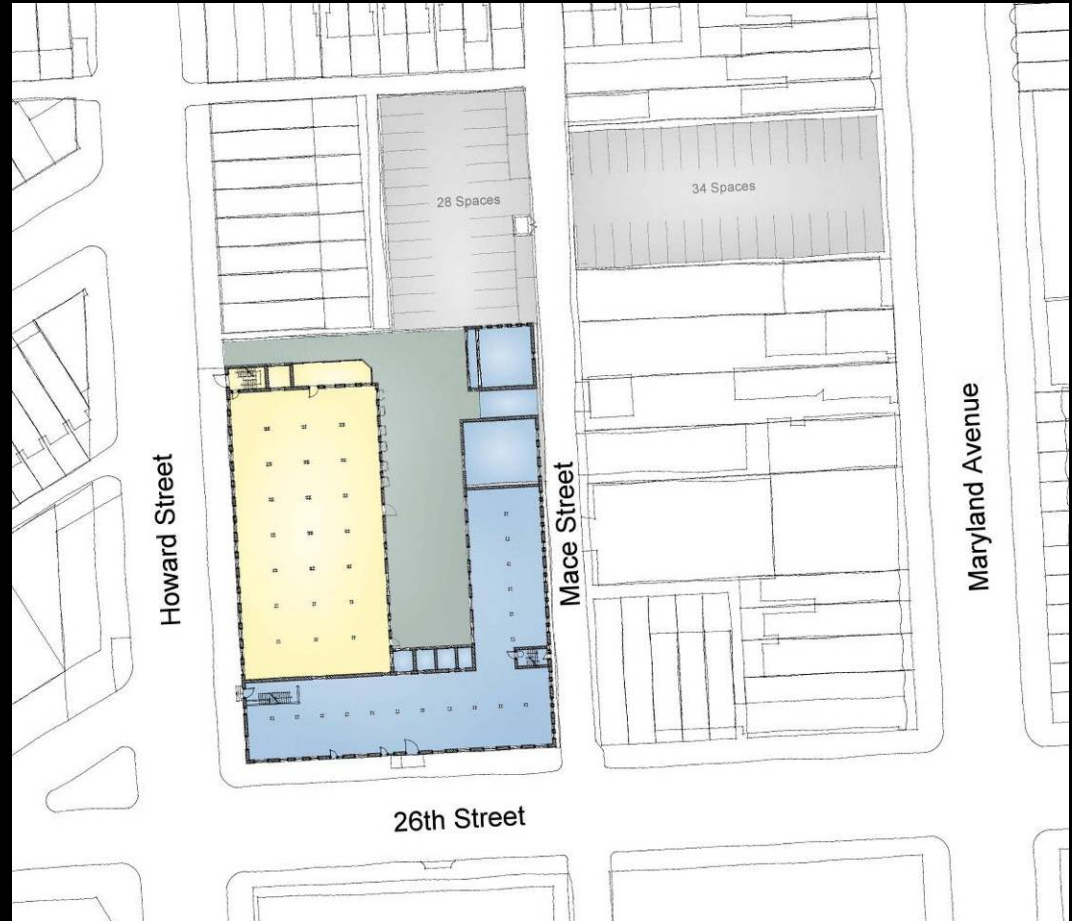 28 Spaces
34 Spaces
Howard Street
Mace Street
Maryland Avenue
26th Street